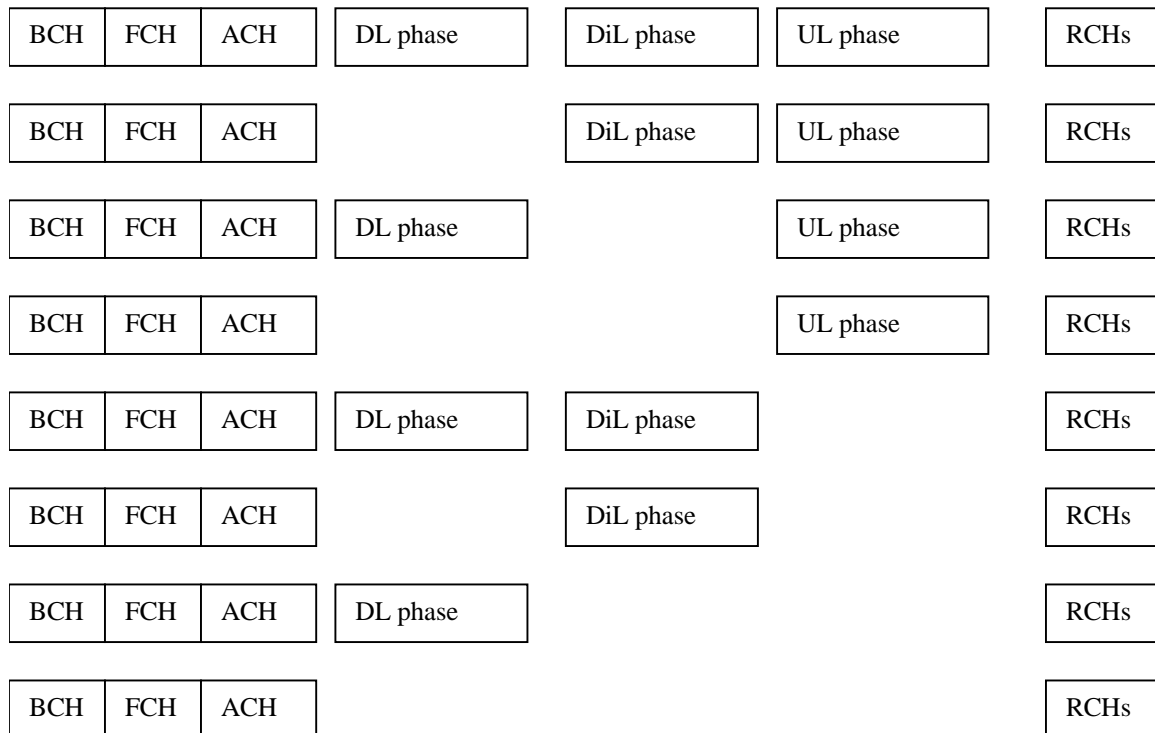 BCH FCH ACH DL phase DiL phase UL phase RCHs
BCH FCH ACH DiL phase UL phase RCHs
BCH FCH ACH DL phase UL phase RCHs
BCH FCH ACH UL phase RCHs
BCH FCH ACH DL phase DiL phase RCHs
BCH FCH ACH DiL phase RCHs
BCH FCH ACH DL phase RCHs
BCH FCH ACH RCHs